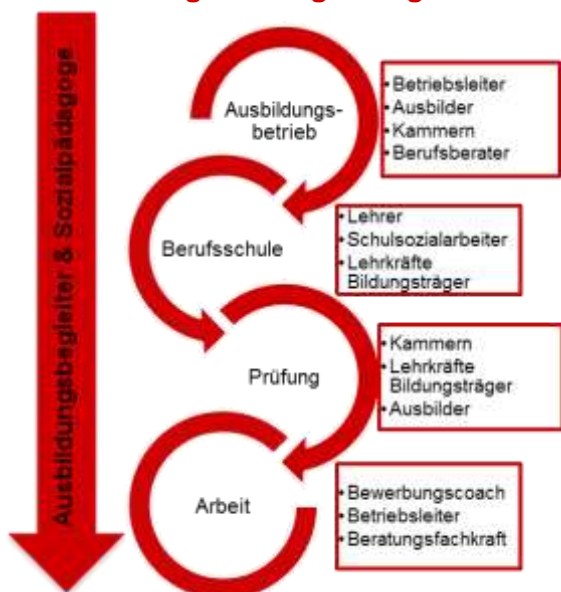 Ausbildungsbegleiter & Sozialpädagoge
Ausbildungs-
betrieb
• Betriebsleiter
• Ausbilder
• Kammern
• Berufsberater
Berufsschule
• Lehrer
• Schulsozialarbeiter
• Lehrkräfte
Bildungsträger
Prüfung
• Kammern
• Lehrkräfte
Bildungsträger
• Ausbilder
Arbeit
• Bewerbungscoach
• Betriebsleiter
• Beratungsfachkraft